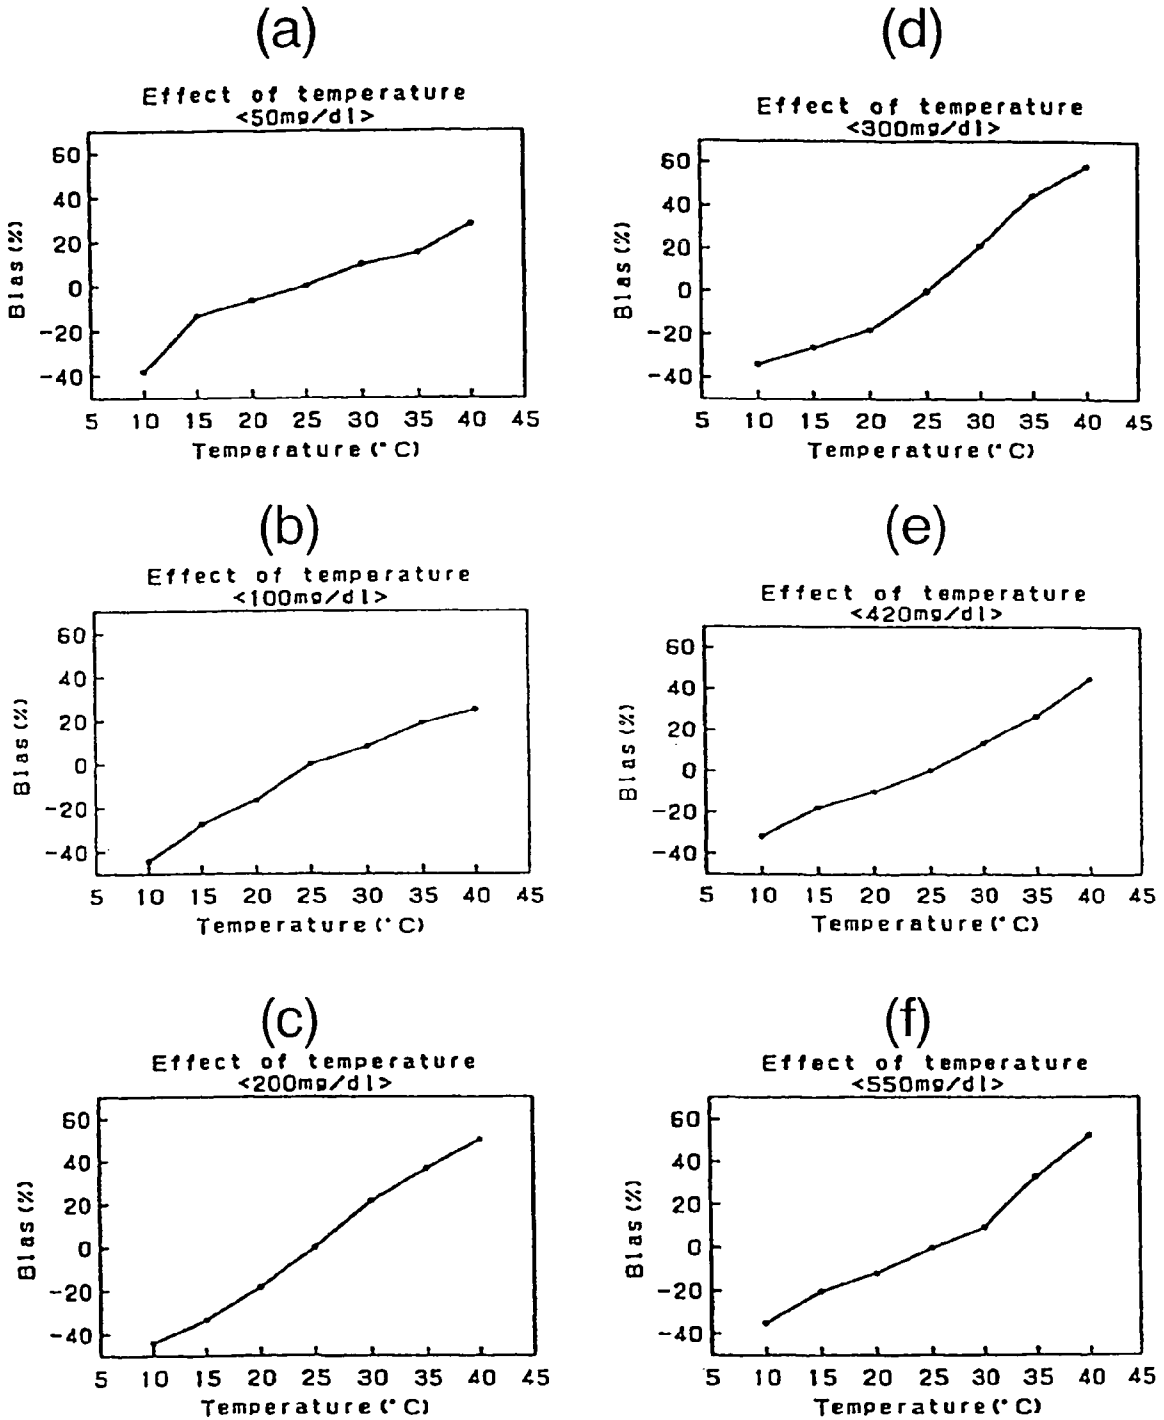 (a)
Effect of temperature
<50mg/dl>
60
40
20
0
-20
-40
Bias (%)
5 10 15 20 25 30 35 40 45
Temperature (°C)
(b)
Effect of temperature
<100mg/dl>
60
40
20
0
-20
-40
Bias (%)
5 10 15 20 25 30 35 40 45
Temperature (°C)
(c)
Effect of temperature
<200mg/dl>
60
40
20
0
-20
-40
Bias (%)
5 10 15 20 25 30 35 40 45
Temperature (°C)
(d)
Effect of temperature
<300mg/dl>
60
40
20
0
-20
-40
Bias (%)
5 10 15 20 25 30 35 40 45
Temperature (°C)
(e)
Effect of temperature
<420mg/dl>
60
40
20
0
-20
-40
Bias (%)
5 10 15 20 25 30 35 40 45
Temperature (°C)
(f)
Effect of temperature
<550mg/dl>
60
40
20
0
-20
-40
Bias (%)
5 10 15 20 25 30 35 40 45
Temperature (°C)